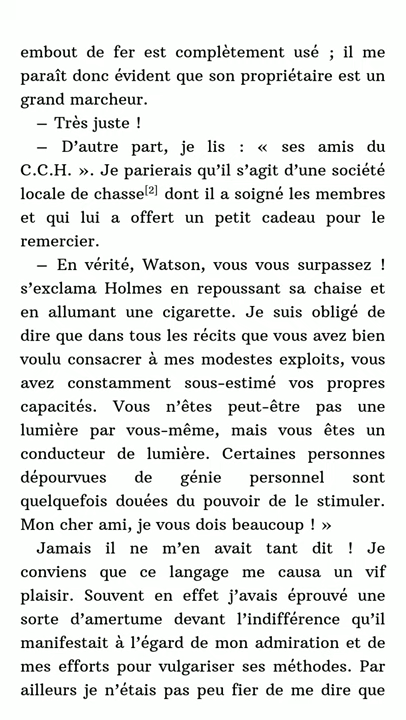 embout de fer est complètement usé ; il me
paraît donc évident que son propriétaire est un
grand marcheur.
– Très juste !
– D’autre part, je lis : « ses amis du
C.C.H. ». Je parierais qu’il s’agit d’une société
locale de chasse[2] dont il a soigné les membres
et qui lui a offert un petit cadeau pour le
remercier.
– En vérité, Watson, vous vous surpassez !
s’exclama Holmes en repoussant sa chaise et
en allumant une cigarette. Je suis obligé de
dire que dans tous les récits que vous avez bien
voulu consacrer à mes modestes exploits, vous
avez constamment sous-estimé vos propres
capacités. Vous n’êtes peut-être pas une
lumière par vous-même, mais vous êtes un
conducteur de lumière. Certaines personnes
dépourvues de génie personnel sont
quelquefois douées du pouvoir de le stimuler.
Mon cher ami, je vous dois beaucoup ! »
Jamais il ne m’en avait tant dit ! Je
conviens que ce langage me causa un vif
plaisir. Souvent en effet j’avais éprouvé une
sorte d’amertume devant l’indifférence qu’il
manifestait à l’égard de mon admiration et de
mes efforts pour vulgariser ses méthodes. Par
ailleurs je n’étais pas peu fier de me dire que